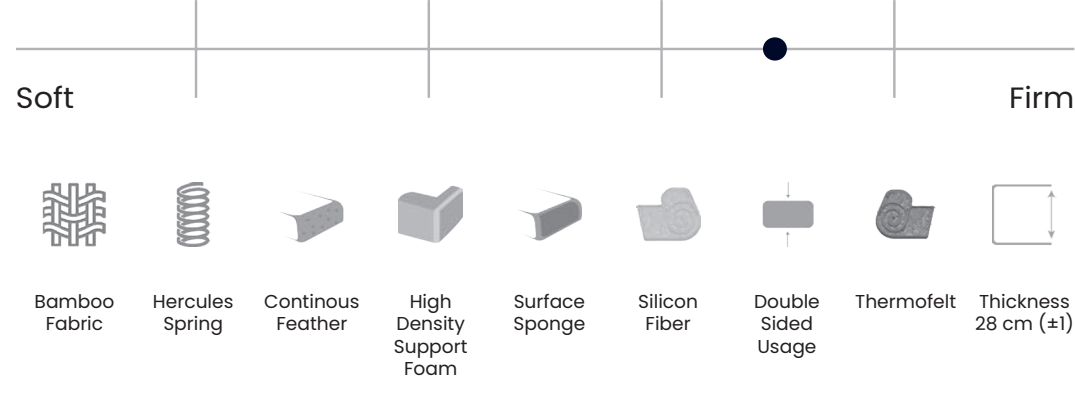 Soft
Firm
Bamboo
Fabric
Hercules
Spring
Continous
Feather
High
Density
Support
Foam
Surface
Sponge
Silicon
Fiber
Double
Sided
Usage
Thermofelt
Thickness
28 cm (±1)